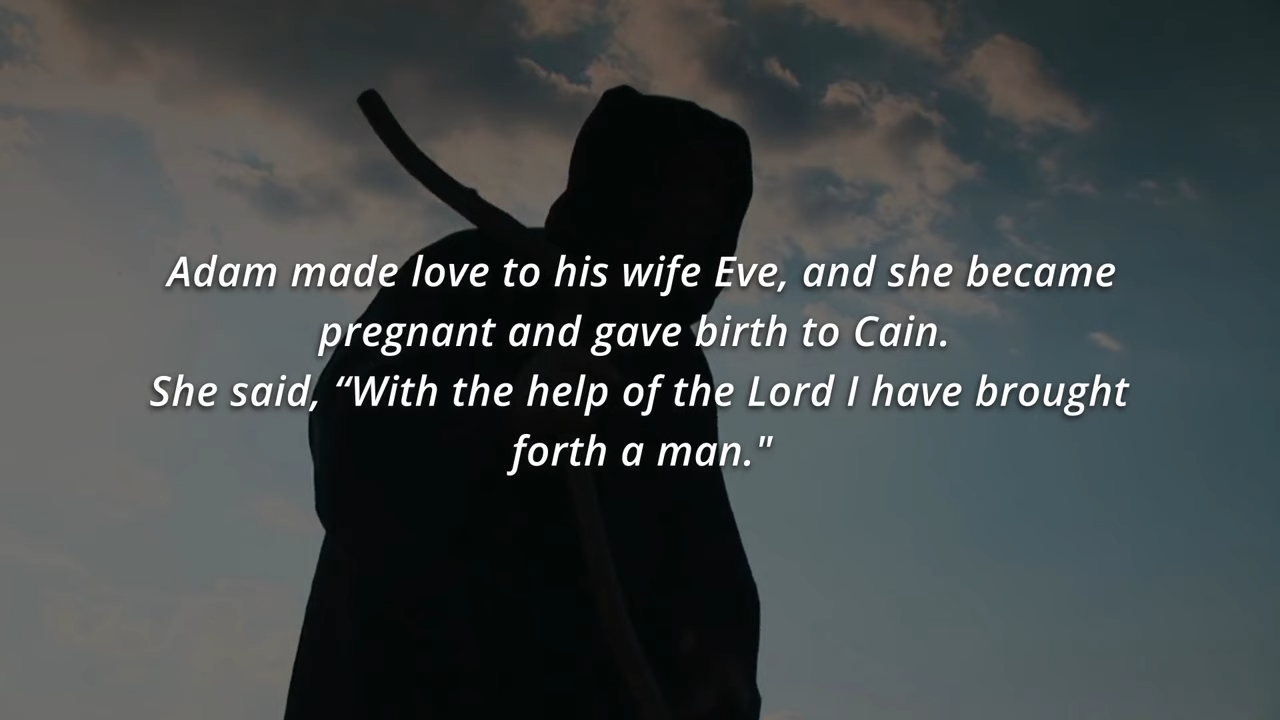 Adam made love to his wife Eve, and she became
pregnant and gave birth to Cain.
She said, “With the help of the Lord I have brought
forth a man."